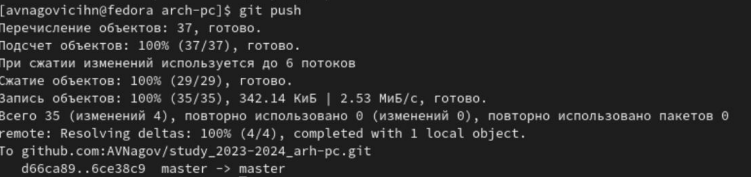 [avnagovicihn@fedora arch-pc]$ git push
Перечисление объектов: 37, готово.
Подсчет объектов: 100% (37/37), готово.
При сжатии изменений используется до 6 потоков
Сжатие объектов: 100% (29/29), готово.
Запись объектов: 100% (35/35), 342.14 КиБ | 2.53 МиБ/с, готово.
Всего 35 (изменений 4), повторно использовано 0 (изменений 0), повторно использовано пакетов 0
remote: Resolving deltas: 100% (4/4), completed with 1 local object.
To github.com:AVNagov/study_2023-2024_arh-pc.git
d66ca89..6ce38c9  master -> master